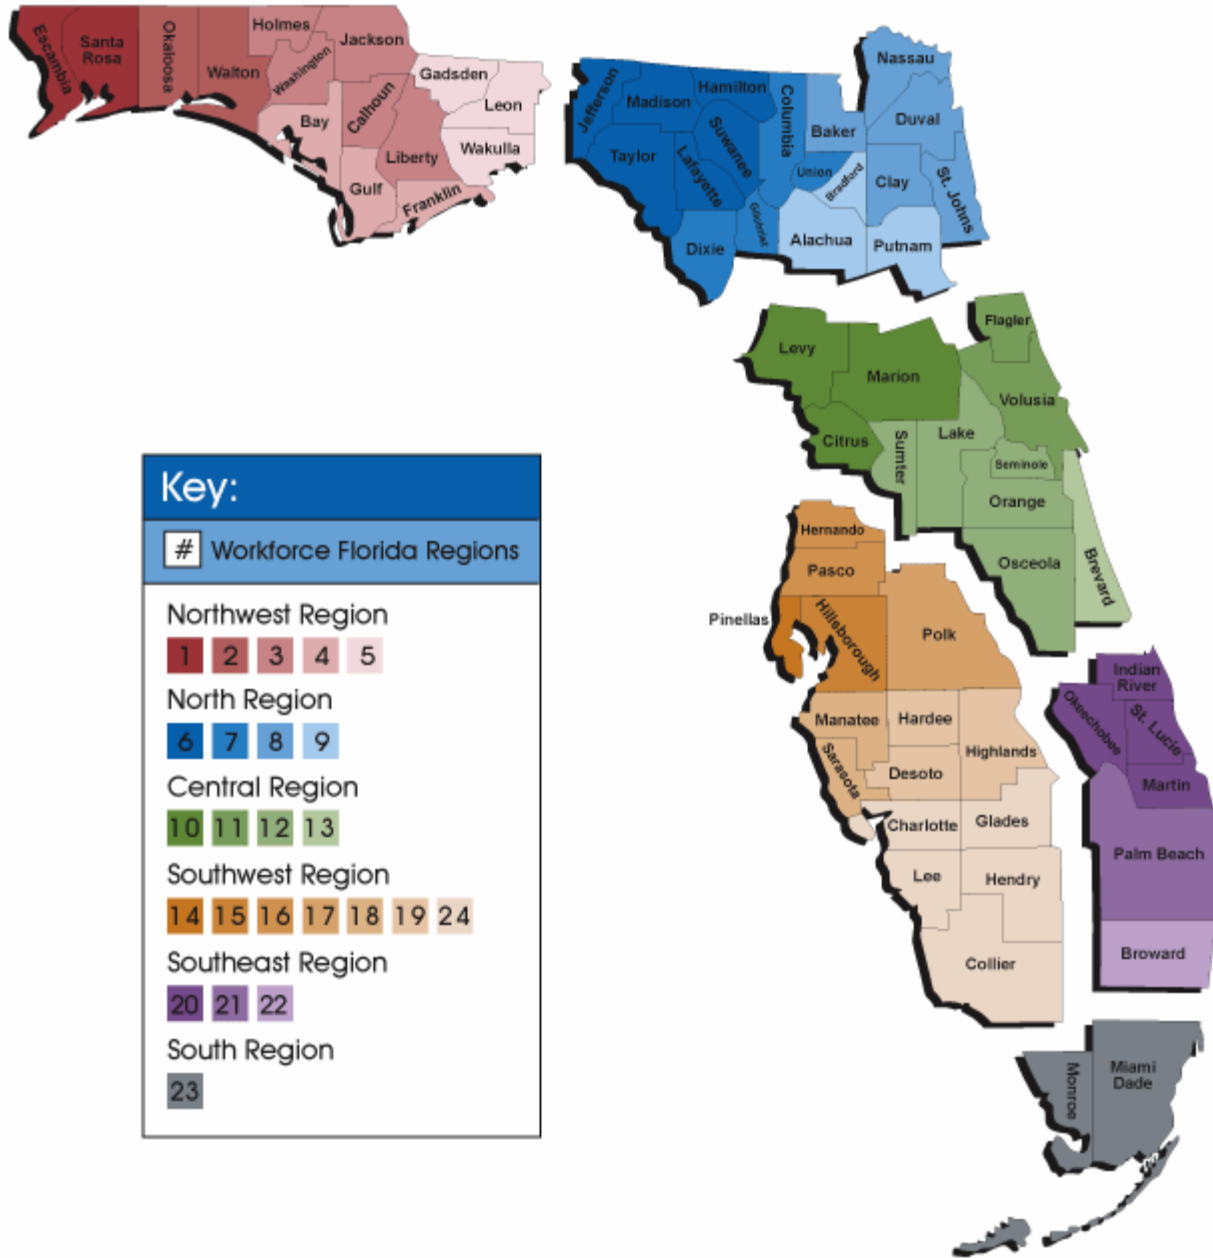 Escambia
Santa
Rosa
Okaloosa
Walton
Holmes
Washington
Jackson
Bay
Calhoun
Gulf
Liberty
Franklin
Gadsden
Leon
Wakulla
Jefferson
Madison
Hamilton
Taylor
Lafayette
Suwanee
Columbia
Dixie
Gilchrist
Union
Bradford
Baker
Nassau
Duval
Clay
St. Johns
Alachua
Putnam
Levy
Marion
Citrus
Flagler
Volusia
Sumter
Lake
Seminole
Orange
Osceola
Brevard
Hernando
Pasco
Pinellas
Hillsborough
Polk
Manatee
Hardee
Highlands
Sarasota
Desoto
Charlotte
Glades
Lee
Hendry
Collier
Indian
River
Okeechobee
St. Lucie
Martin
Palm Beach
Broward
Monroe
Miami
Dade
Key:
# Workforce Florida Regions
Northwest Region
1 2 3 4 5
North Region
6 7 8 9
Central Region
10 11 12 13
Southwest Region
14 15 16 17 18 19 24
Southeast Region
20 21 22
South Region
23